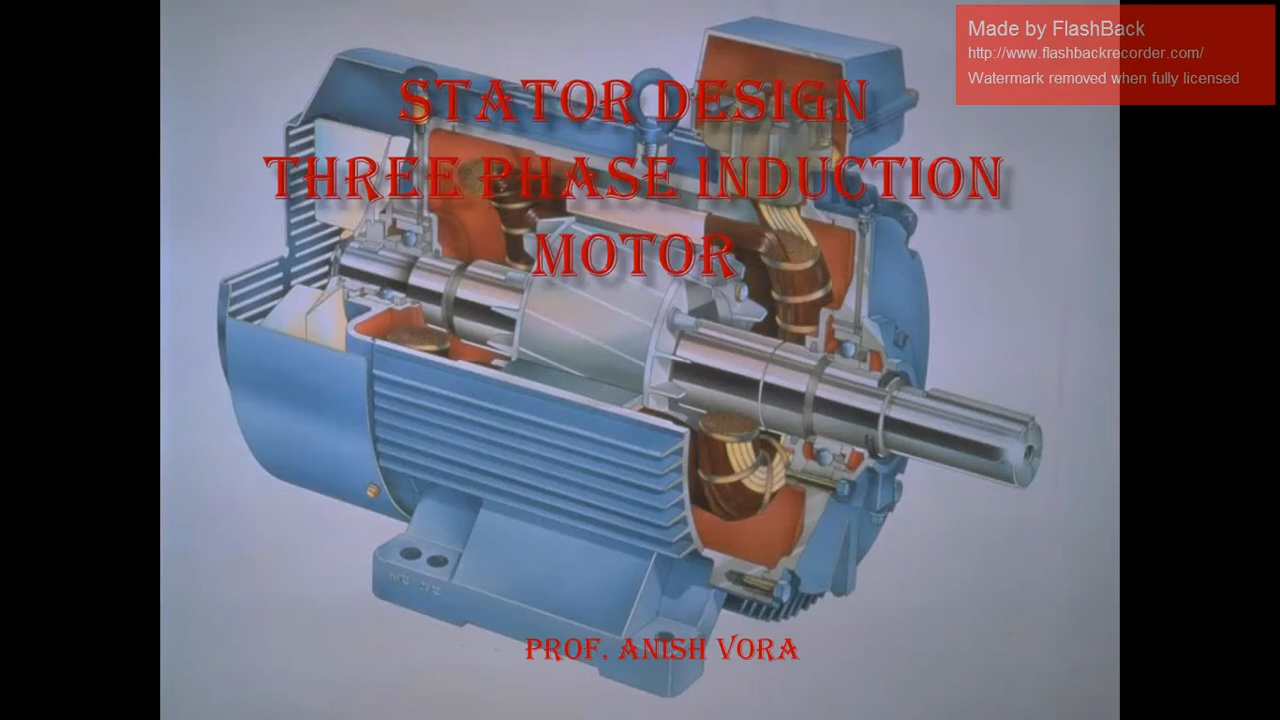 STATOR DESIGN
THREE PHASE INDUCTION
MOTOR
PROF. ANISH VORA
Made by FlashBack
http://www.flashbackrecorder.com/
Watermark removed when fully licensed